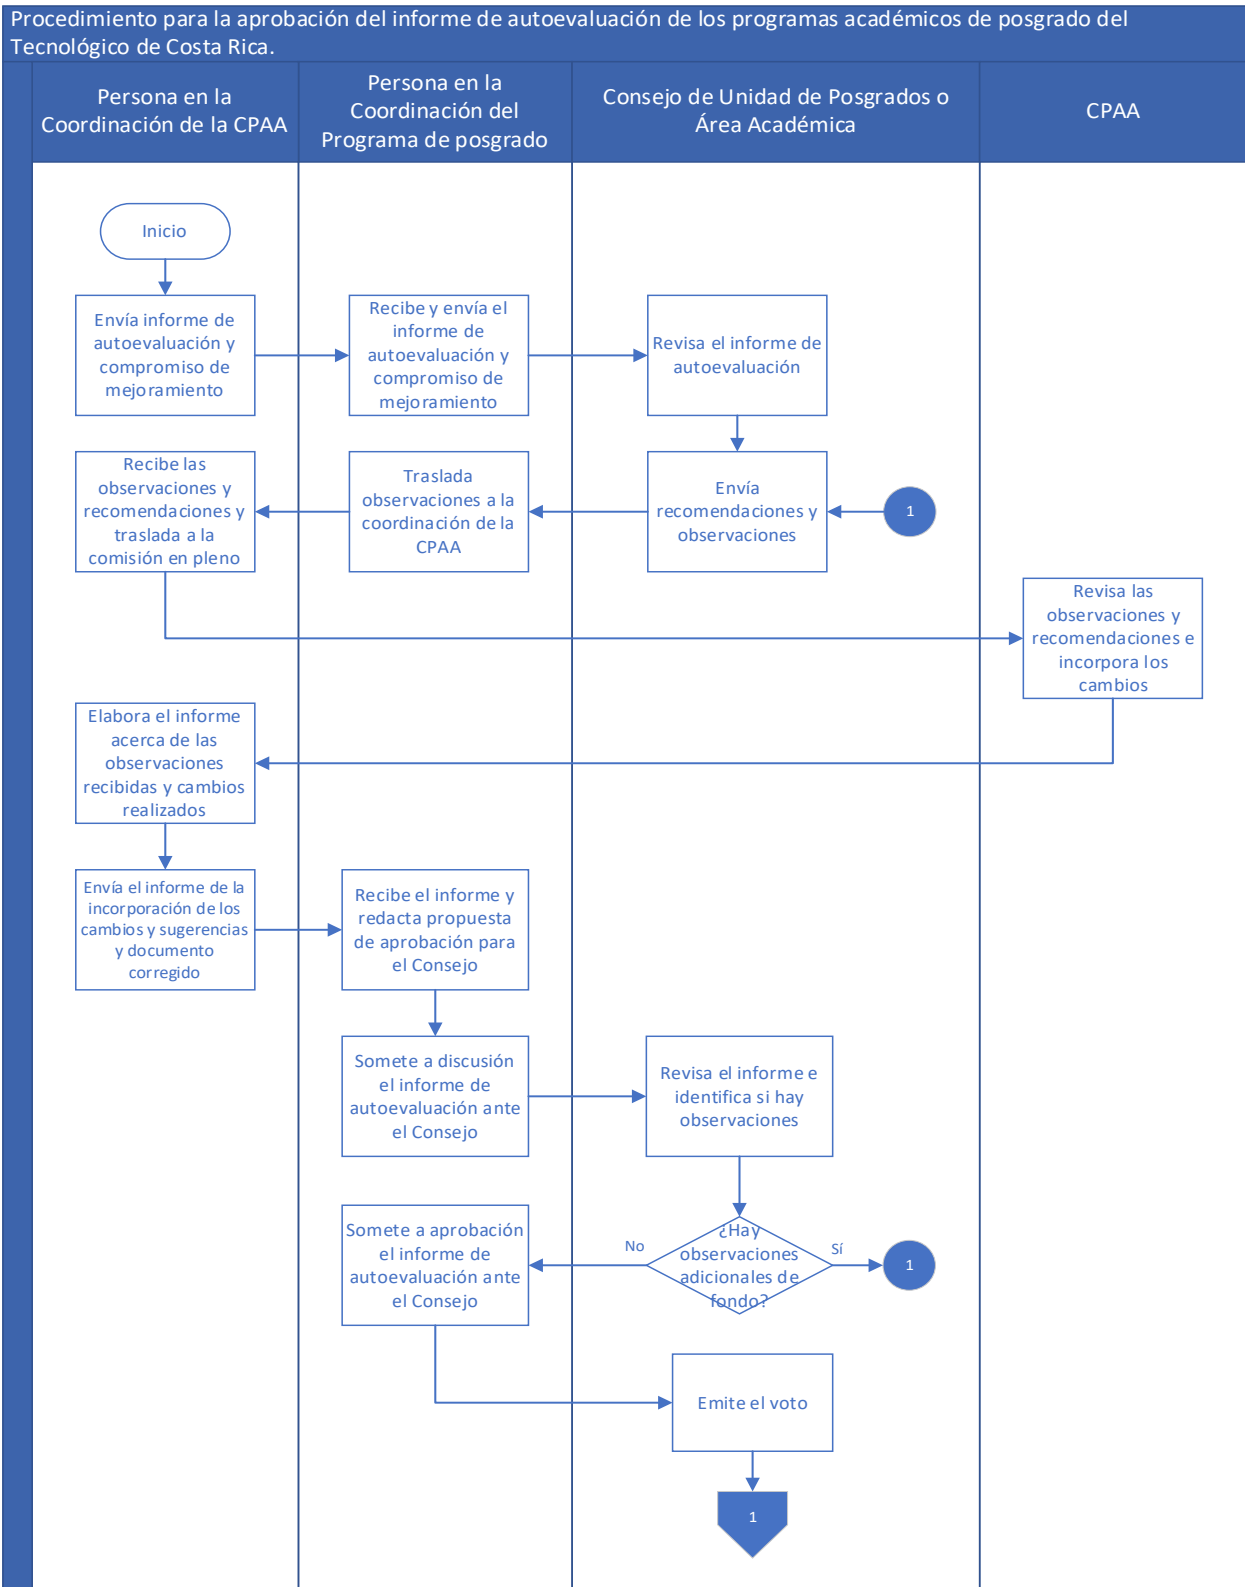 Procedimiento para la aprobación del informe de autoevaluación de los programas académicos de posgrado del
Tecnológico de Costa Rica.
Persona en la
Coordinación de la CPAA
Persona en la
Coordinación del
Programa de posgrado
Consejo de Unidad de Posgrados o
Área Académica
CPAA
Inicio
Envía informe de
autoevaluación y
compromiso de
mejoramiento
Recibe y envía el
informe de
autoevaluación y
compromiso de
mejoramiento
Revisa el informe de
autoevaluación
Recibe las
observaciones y
recomendaciones y
traslada a la
comisión en pleno
Traslada
observaciones a la
coordinación de la
CPAA
Envía
recomendaciones y
observaciones
1
Revisa las
observaciones y
recomendaciones e
incorpora los
cambios
Elabora el informe
acerca de las
observaciones
recibidas y cambios
realizados
Envía el informe de la
incorporación de los
cambios y sugerencias
y documento
corregido
Recibe el informe y
redacta propuesta
de aprobación para
el Consejo
Somete a discusión
el informe de
autoevaluación ante
el Consejo
Revisa el informe e
identifica si hay
observaciones
Somete a aprobación
el informe de
autoevaluación ante
el Consejo
No
¿Hay
observaciones
adicionales de
fondo?
Sí
1
Emite el voto
1